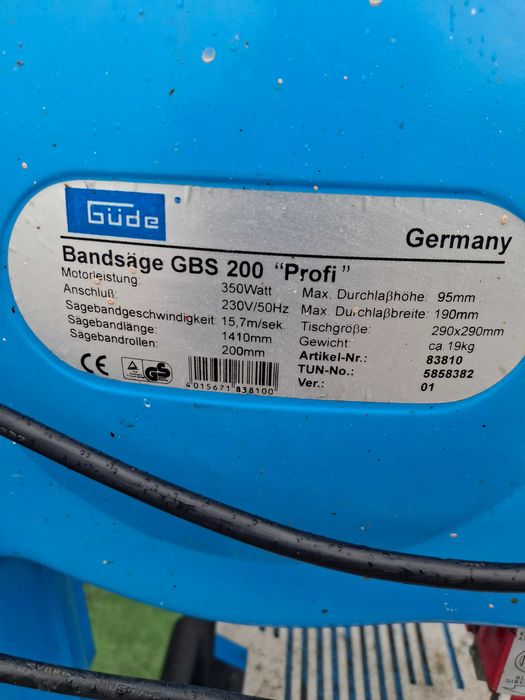 Güde
Germany
Bandsäge GBS 200 "Profi"
Motorleistung: 350Watt
Anschluß: 230V/50Hz
Sägebandgeschwindigkeit: 15,7m/sek.
Sägebandlänge: 1410mm
Sägebandrollen: 200mm
Max. Durchlaßhöhe: 95mm
Max. Durchlaßbreite: 190mm
Tischgröße: 290x290mm
Gewicht: ca. 19kg
Artikel-Nr.: 83810
TUN-No.: 5858382
Ver.: 01
CE
GS
4015671 838100